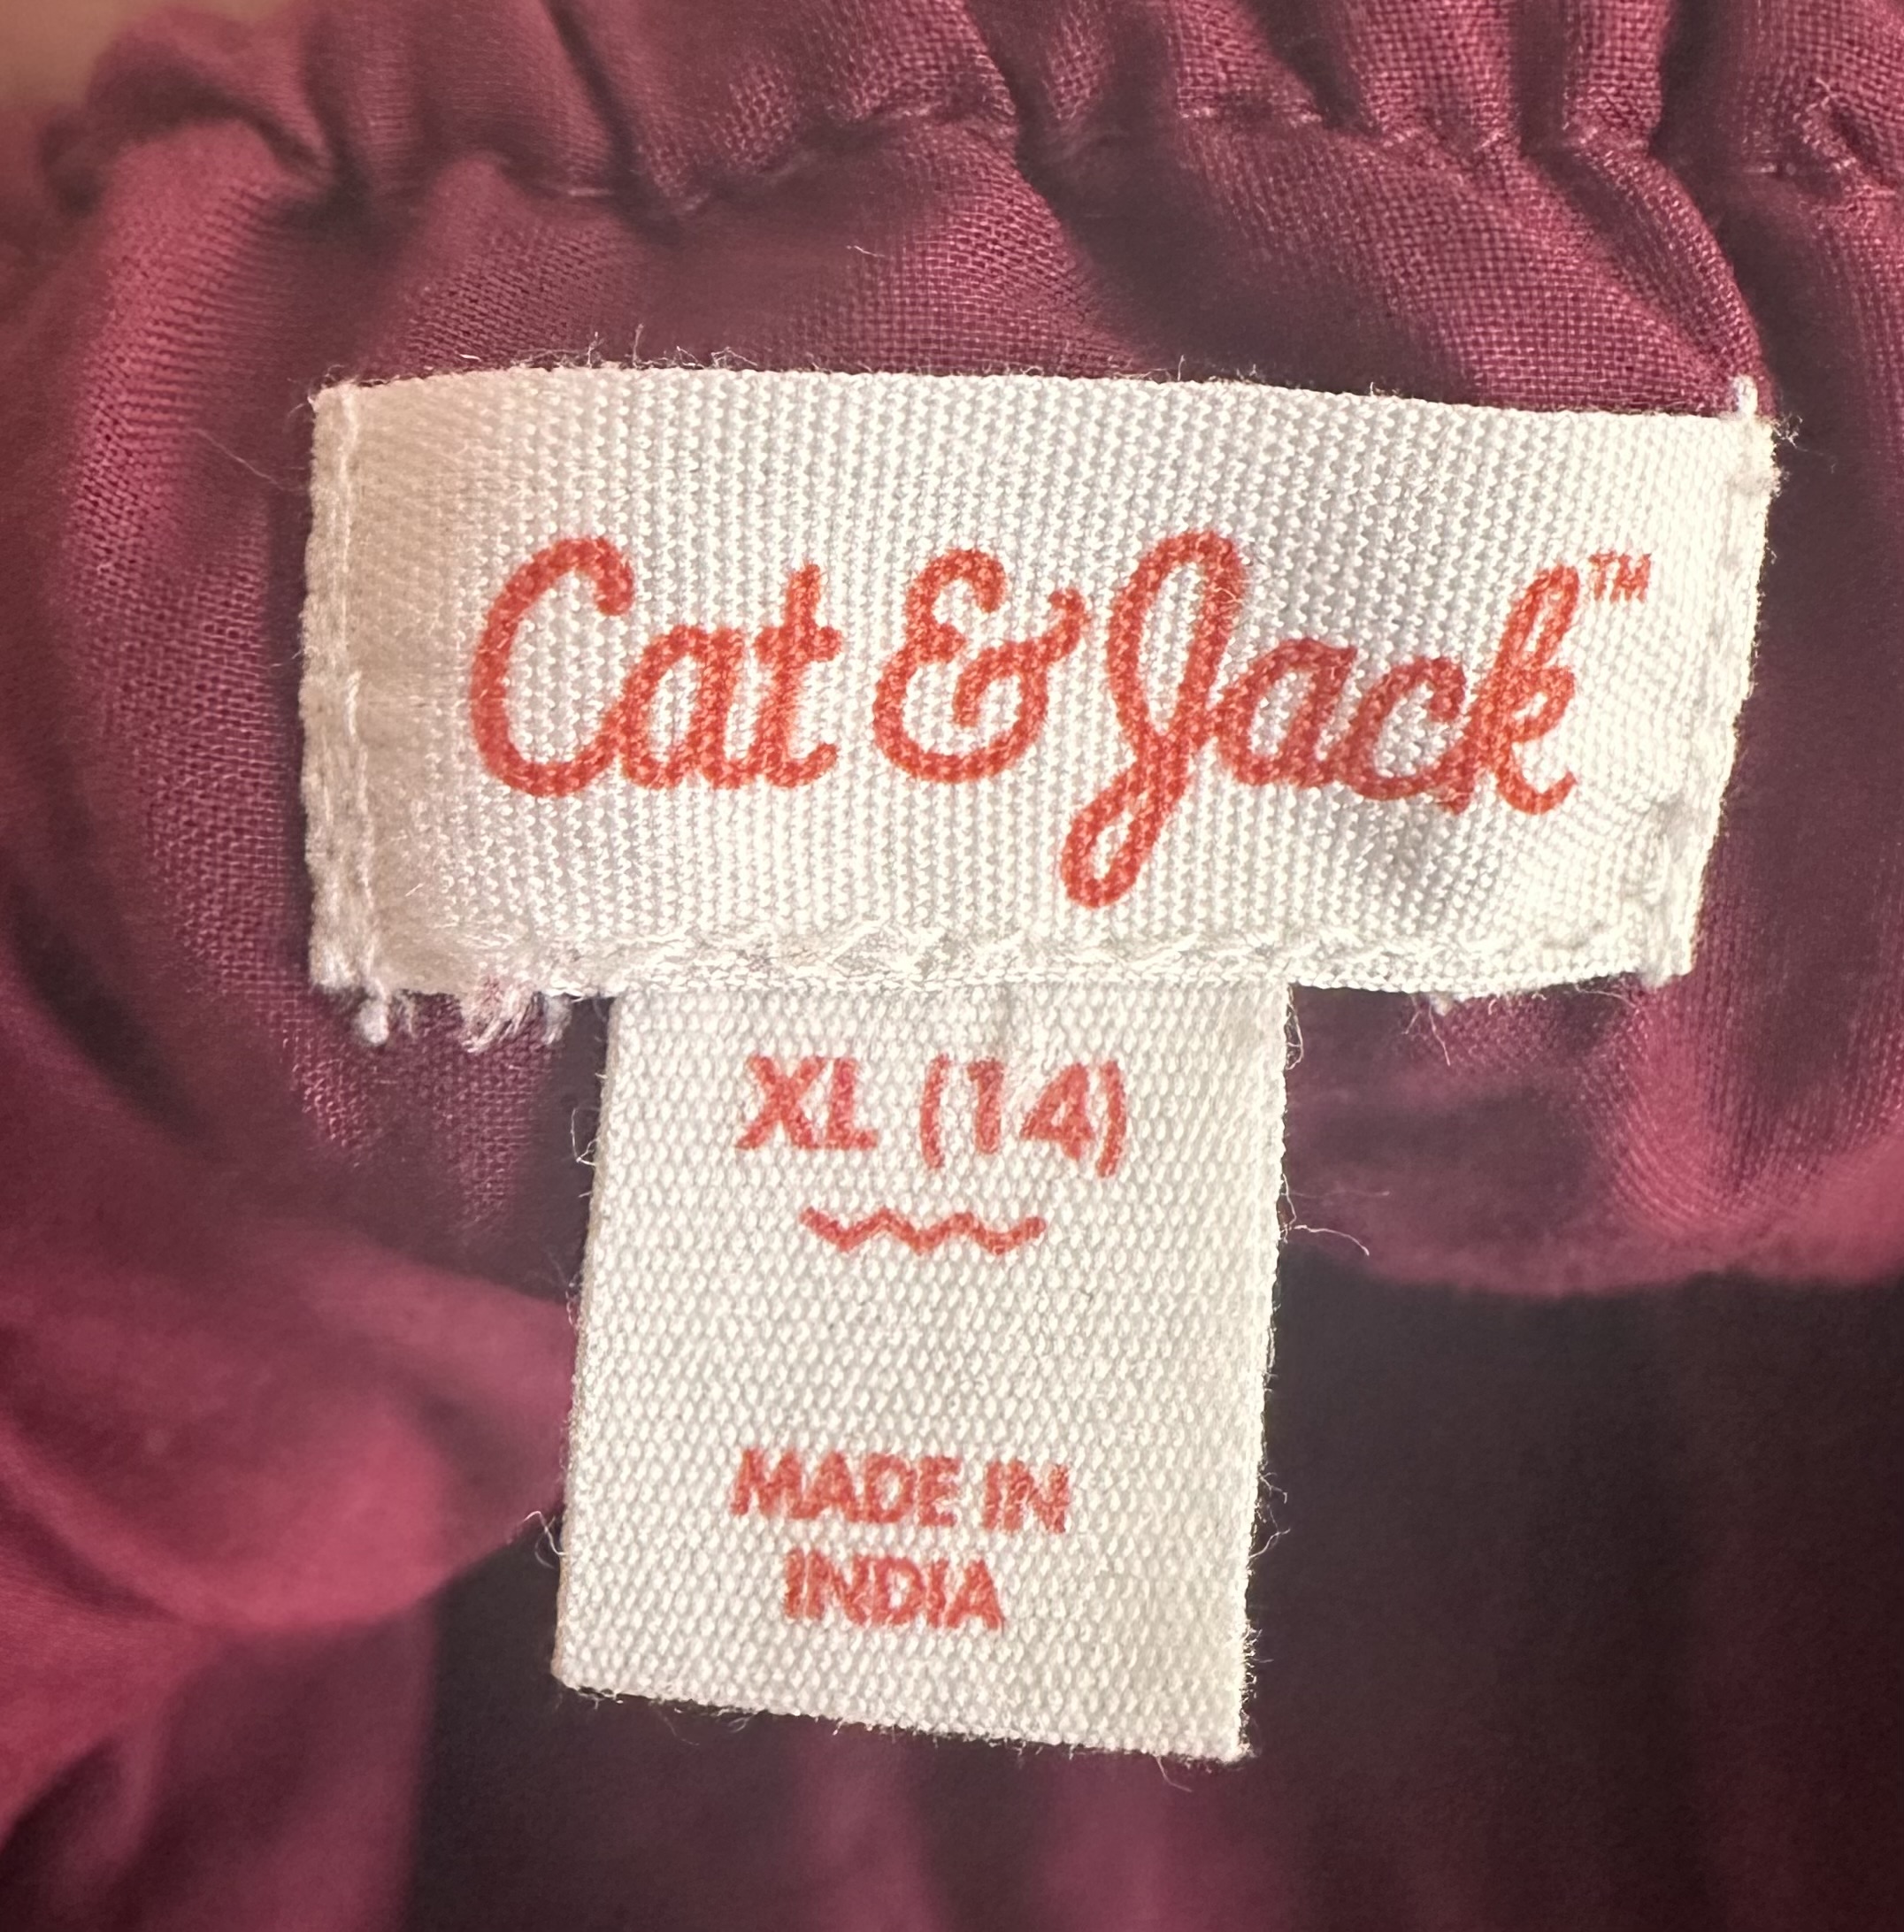 Cat & Jack™
XL (14)
MADE IN
INDIA